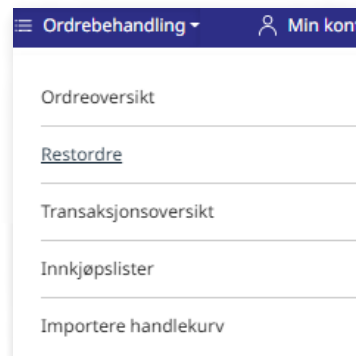 Ordrebehandling
Min kon
Ordreoversikt
Restordre
Transaksjonsoversikt
Innkjøpslister
Importere handlekurv